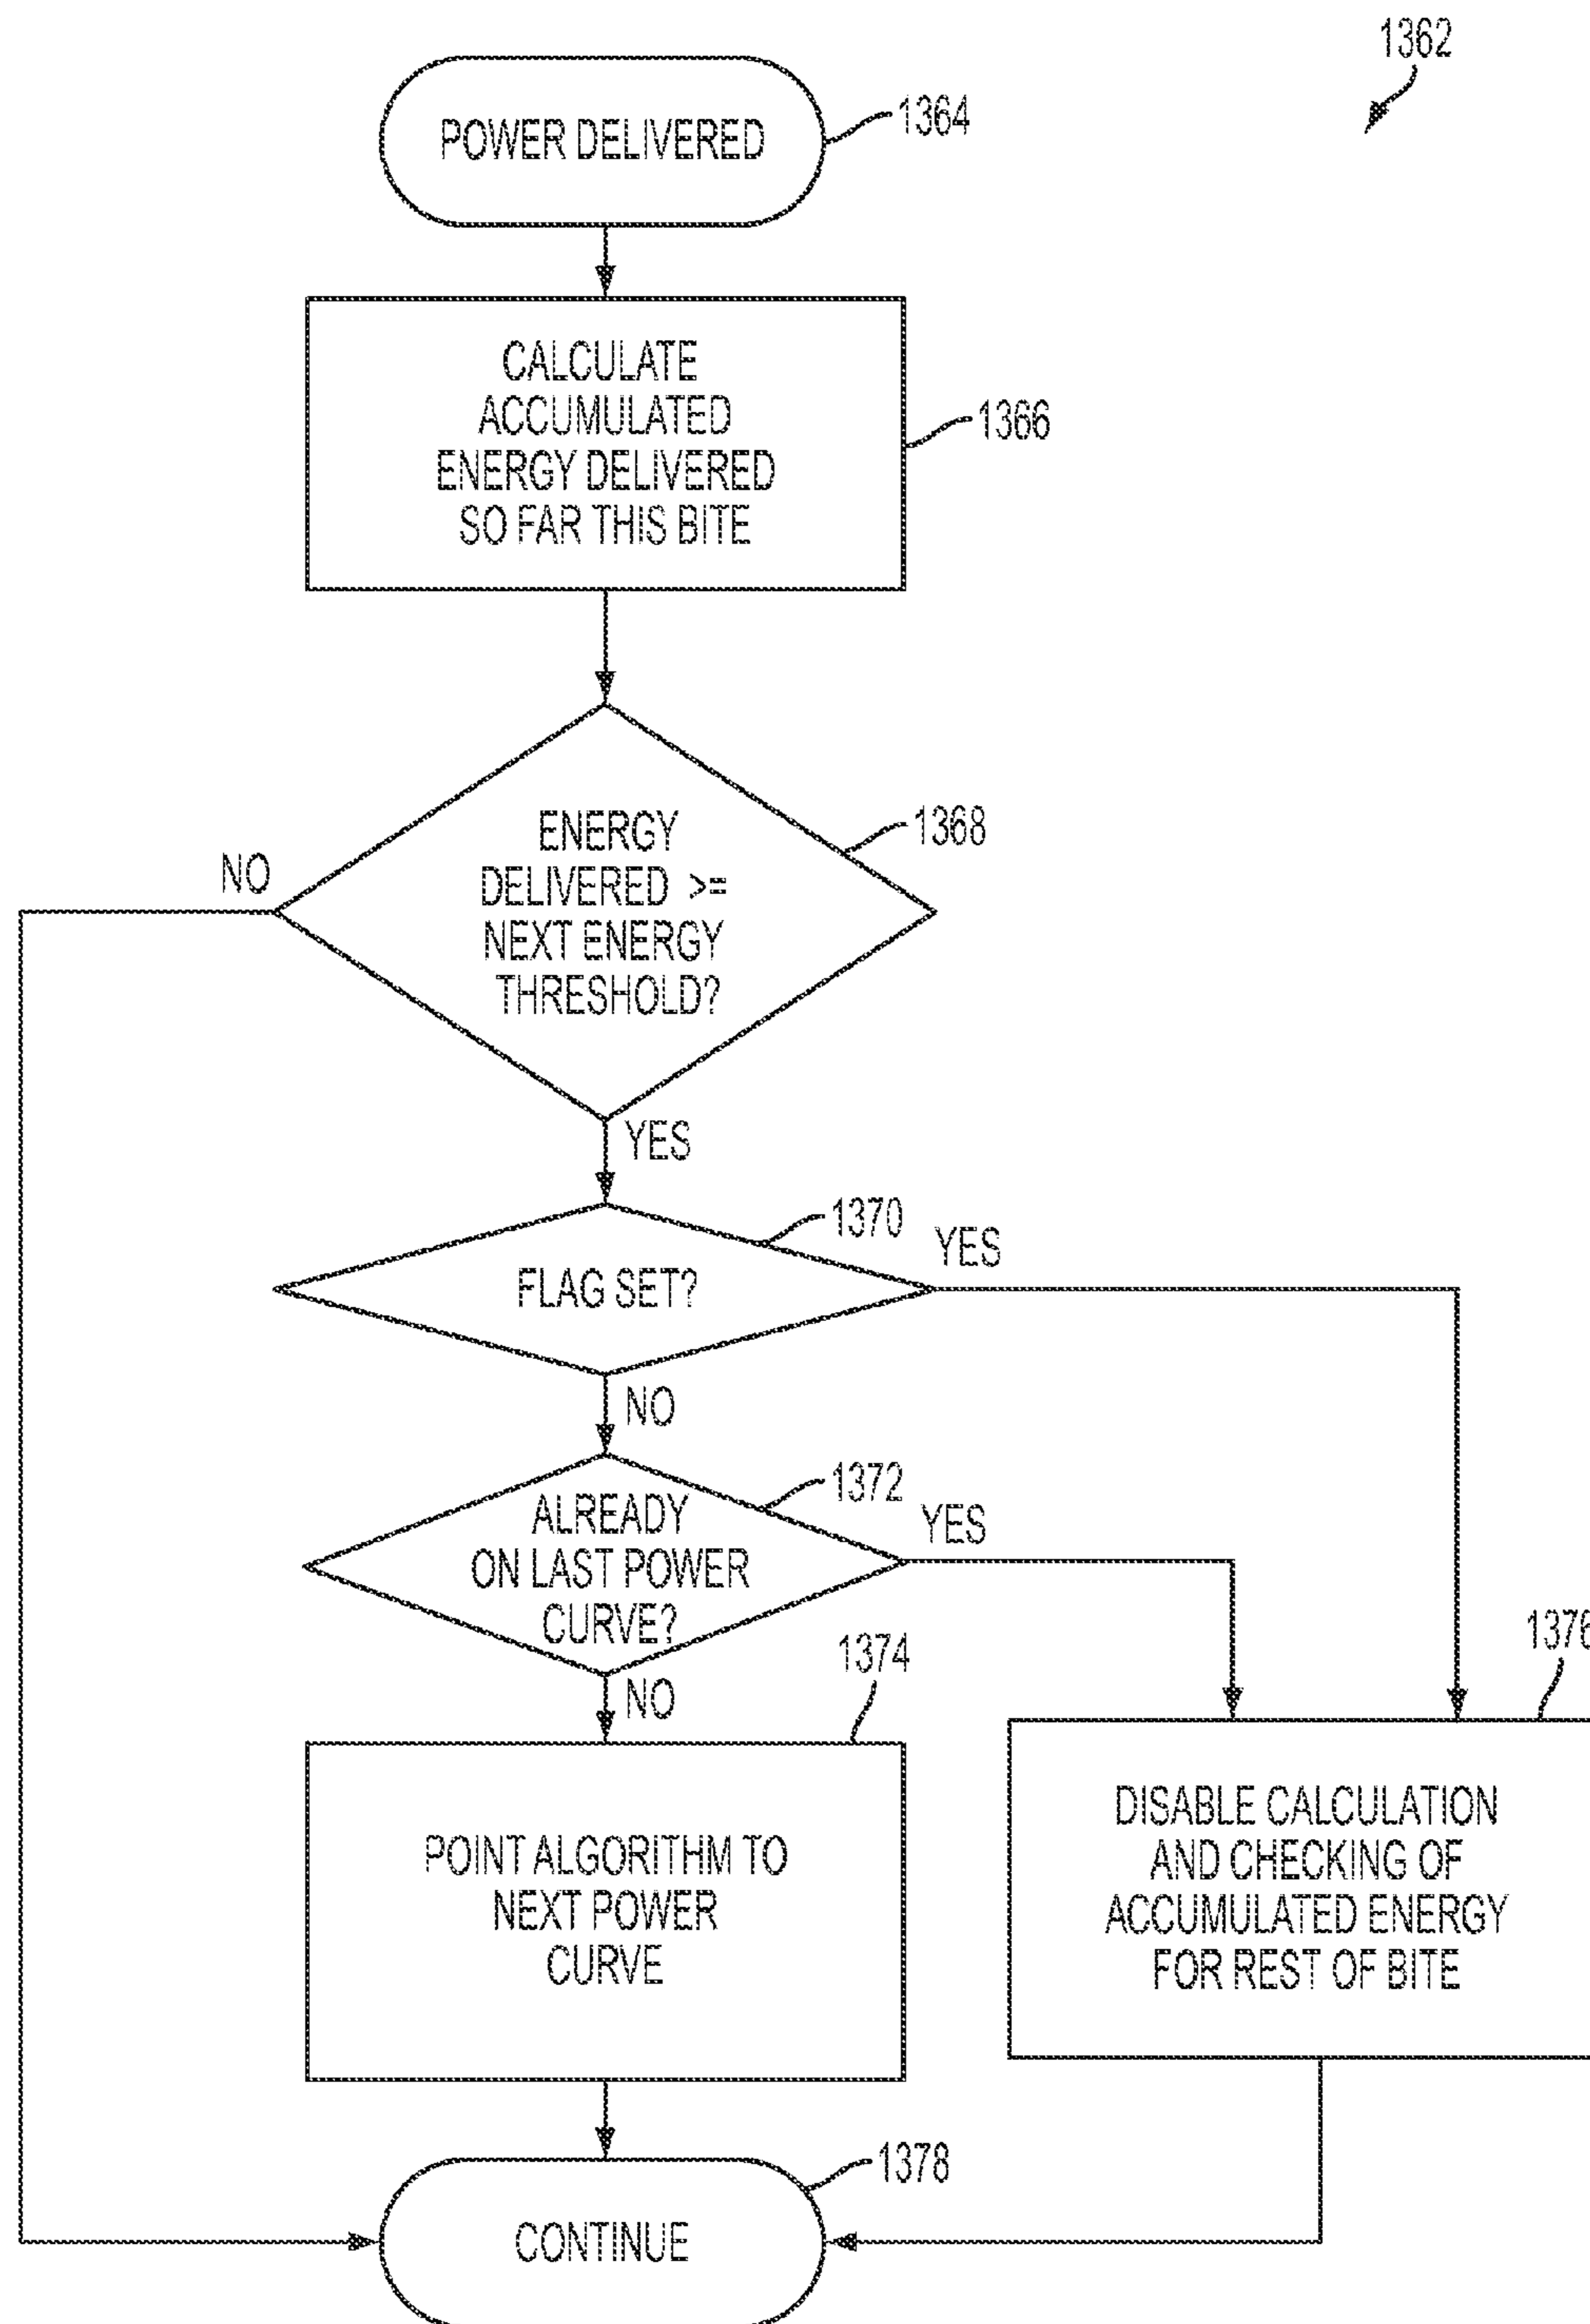 1362
POWER DELIVERED
1364
CALCULATE
ACCUMULATED
ENERGY DELIVERED
SO FAR THIS BITE
1366
ENERGY
DELIVERED >=
NEXT ENERGY
THRESHOLD?
1368
NO
YES
FLAG SET?
1370
YES
NO
ALREADY
ON LAST POWER
CURVE?
1372
YES
NO
1374
POINT ALGORITHM TO
NEXT POWER
CURVE
1376
DISABLE CALCULATION
AND CHECKING OF
ACCUMULATED ENERGY
FOR REST OF BITE
CONTINUE
1378